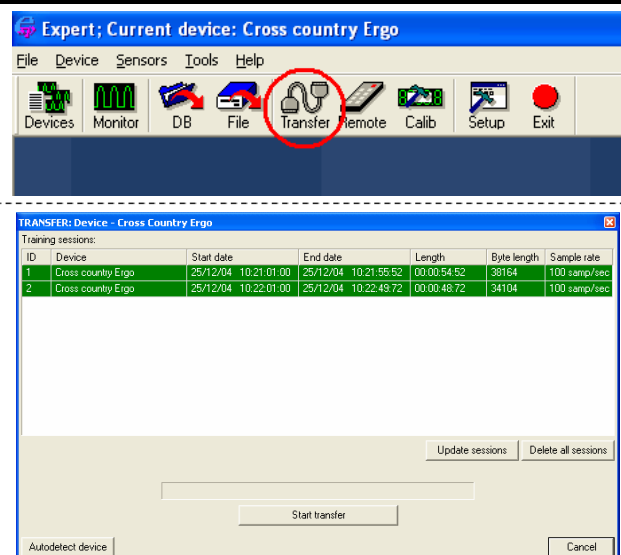 Expert; Current device: Cross country Ergo
File Device Sensors Tools Help
Devices Monitor DB File Transfer Remote Calib Setup Exit
TRANSFER: Device - Cross Country Ergo
Training sessions:
ID Device Start date End date Length Byte length Sample rate
1 Cross country Ergo 25/12/04 10:21:01:00 25/12/04 10:21:55:52 00:00:54:52 38164 100 samp/sec
2 Cross country Ergo 25/12/04 10:22:01:00 25/12/04 10:22:49:72 00:00:48:72 34104 100 samp/sec
Update sessions Delete all sessions
Start transfer
Autodetect device Cancel